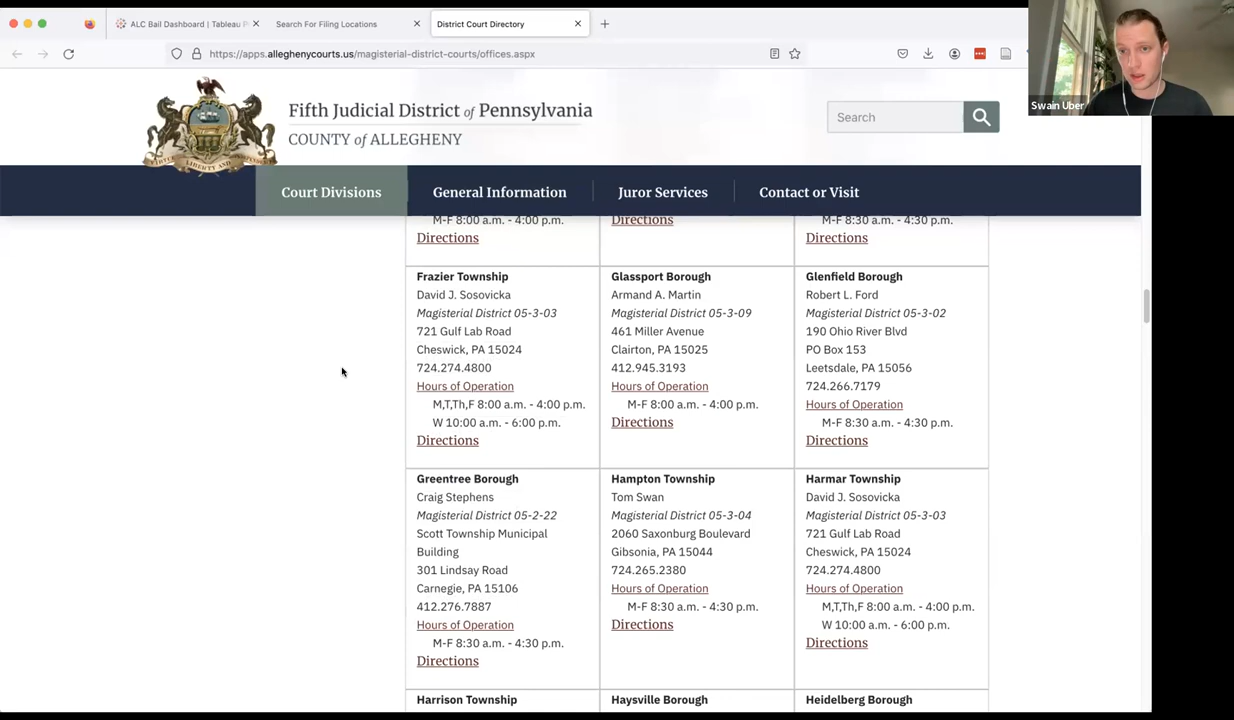 ALC Bail Dashboard | Tableau P
Search For Filing Locations
District Court Directory
https://apps.alleghenycourts.us/magisterial-district-courts/offices.aspx
Swain Uber
Fifth Judicial District of Pennsylvania
COUNTY of ALLEGHENY
Search
Court Divisions
General Information
Juror Services
Contact or Visit
M-F 8:00 a.m. - 4:00 p.m.
Directions
Directions
M-F 8:30 a.m. - 4:30 p.m.
Directions
Frazier Township
David J. Sosovicka
Magisterial District 05-3-03
721 Gulf Lab Road
Cheswick, PA 15024
724.274.4800
Hours of Operation
M,T,Th,F 8:00 a.m. - 4:00 p.m.
W 10:00 a.m. - 6:00 p.m.
Directions
Glassport Borough
Armand A. Martin
Magisterial District 05-3-09
461 Miller Avenue
Clairton, PA 15025
412.945.3193
Hours of Operation
M-F 8:00 a.m. - 4:00 p.m.
Directions
Glenfield Borough
Robert L. Ford
Magisterial District 05-3-02
190 Ohio River Blvd
PO Box 153
Leetsdale, PA 15056
724.266.7179
Hours of Operation
M-F 8:30 a.m. - 4:30 p.m.
Directions
Greentree Borough
Craig Stephens
Magisterial District 05-2-22
Scott Township Municipal
Building
301 Lindsay Road
Carnegie, PA 15106
412.276.7887
Hours of Operation
M-F 8:30 a.m. - 4:30 p.m.
Directions
Hampton Township
Tom Swan
Magisterial District 05-3-04
2060 Saxonburg Boulevard
Gibsonia, PA 15044
724.265.2380
Hours of Operation
M-F 8:30 a.m. - 4:30 p.m.
Directions
Harmar Township
David J. Sosovicka
Magisterial District 05-3-03
721 Gulf Lab Road
Cheswick, PA 15024
724.274.4800
Hours of Operation
M,T,Th,F 8:00 a.m. - 4:00 p.m.
W 10:00 a.m. - 6:00 p.m.
Directions
Harrison Township
Haysville Borough
Heidelberg Borough